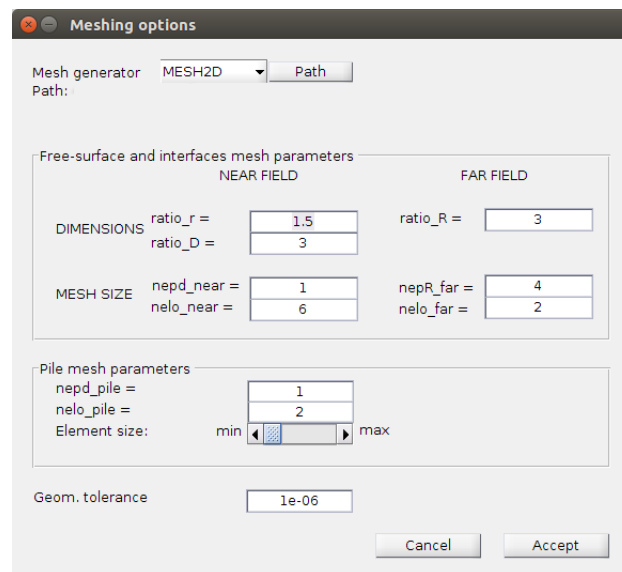 Meshing options
Mesh generator MESH2D Path
Path:
Free-surface and interfaces mesh parameters
NEAR FIELD FAR FIELD
DIMENSIONS ratio_r = 1.5 ratio_R = 3
ratio_D = 3
MESH SIZE nepd_near = 1 nepR_far = 4
nelo_near = 6 nelo_far = 2
Pile mesh parameters
nepd_pile = 1
nelo_pile = 2
Element size: min max
Geom. tolerance 1e-06
Cancel Accept